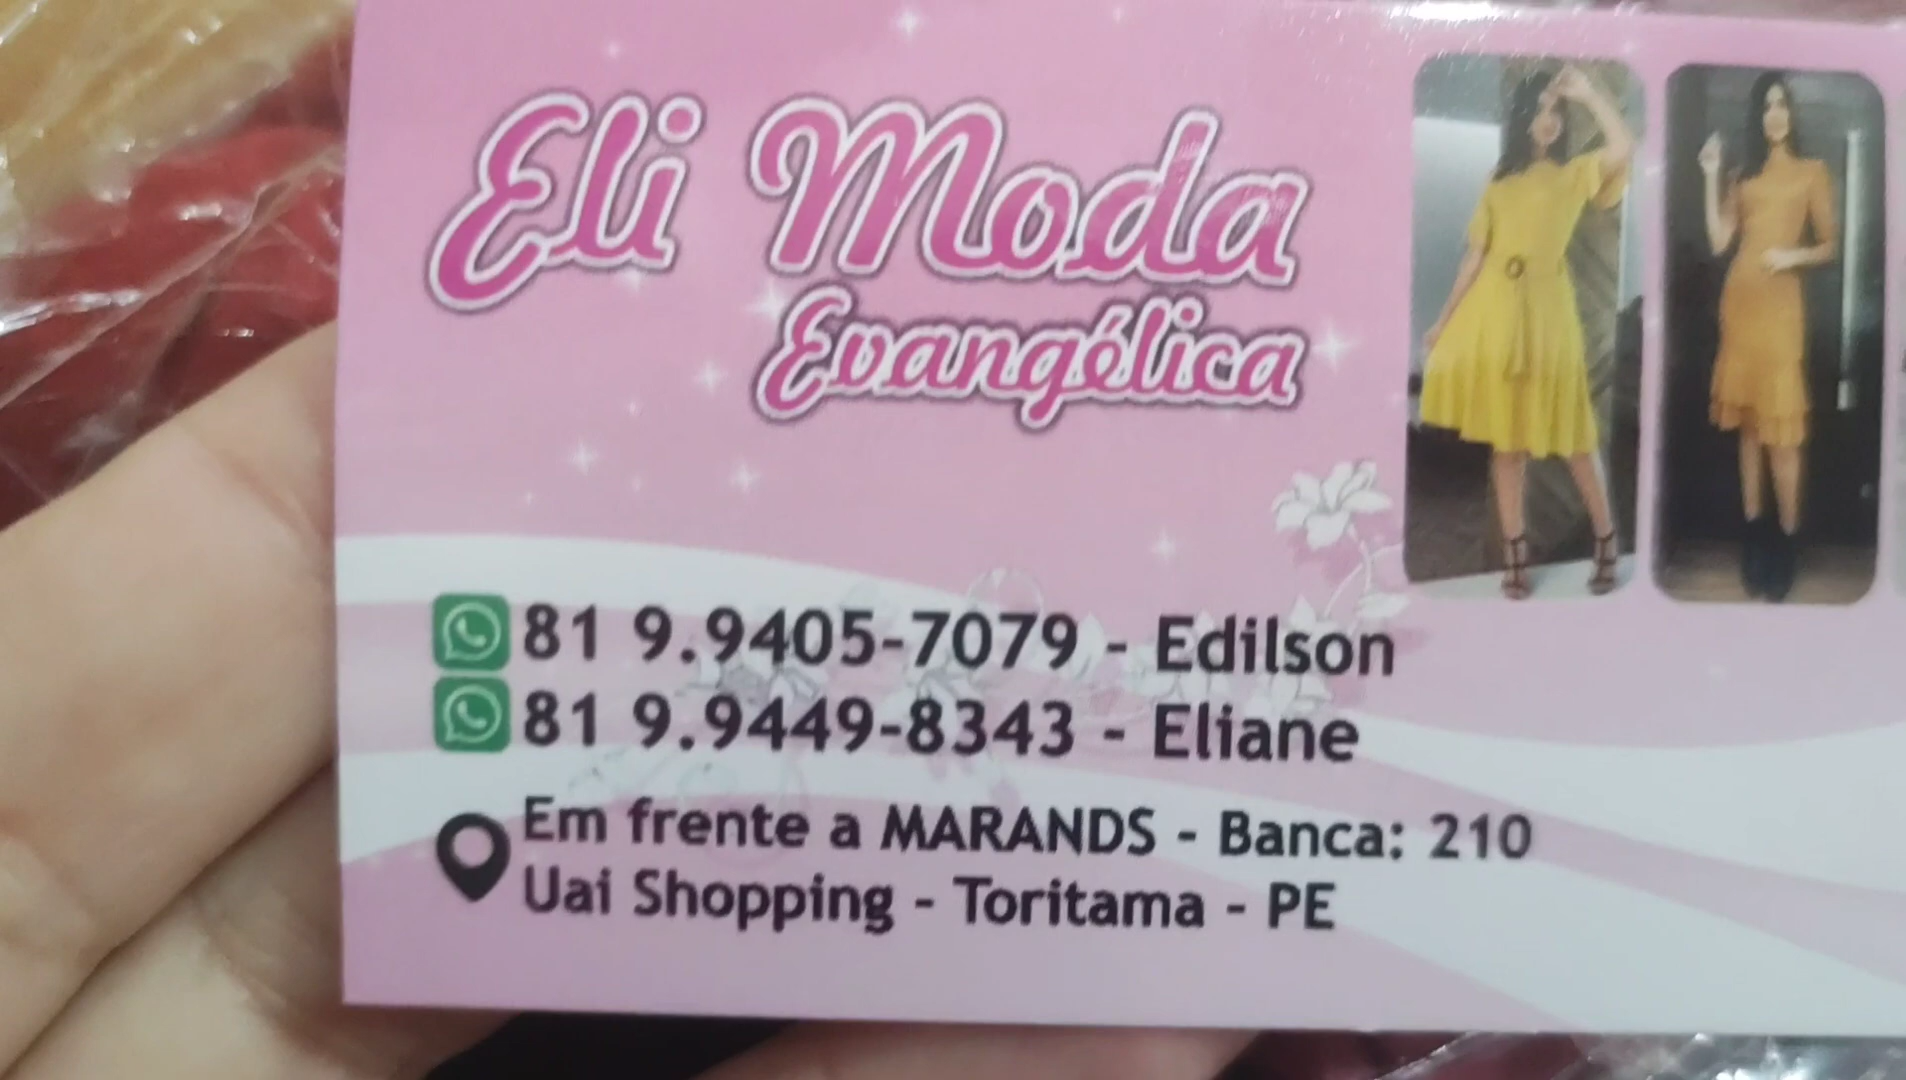 Eli Moda
Evangélica
81 9.9405-7079 - Edilson
81 9.9449-8343 - Eliane
Em frente a MARANDS - Banca: 210
Uai Shopping - Toritama - PE